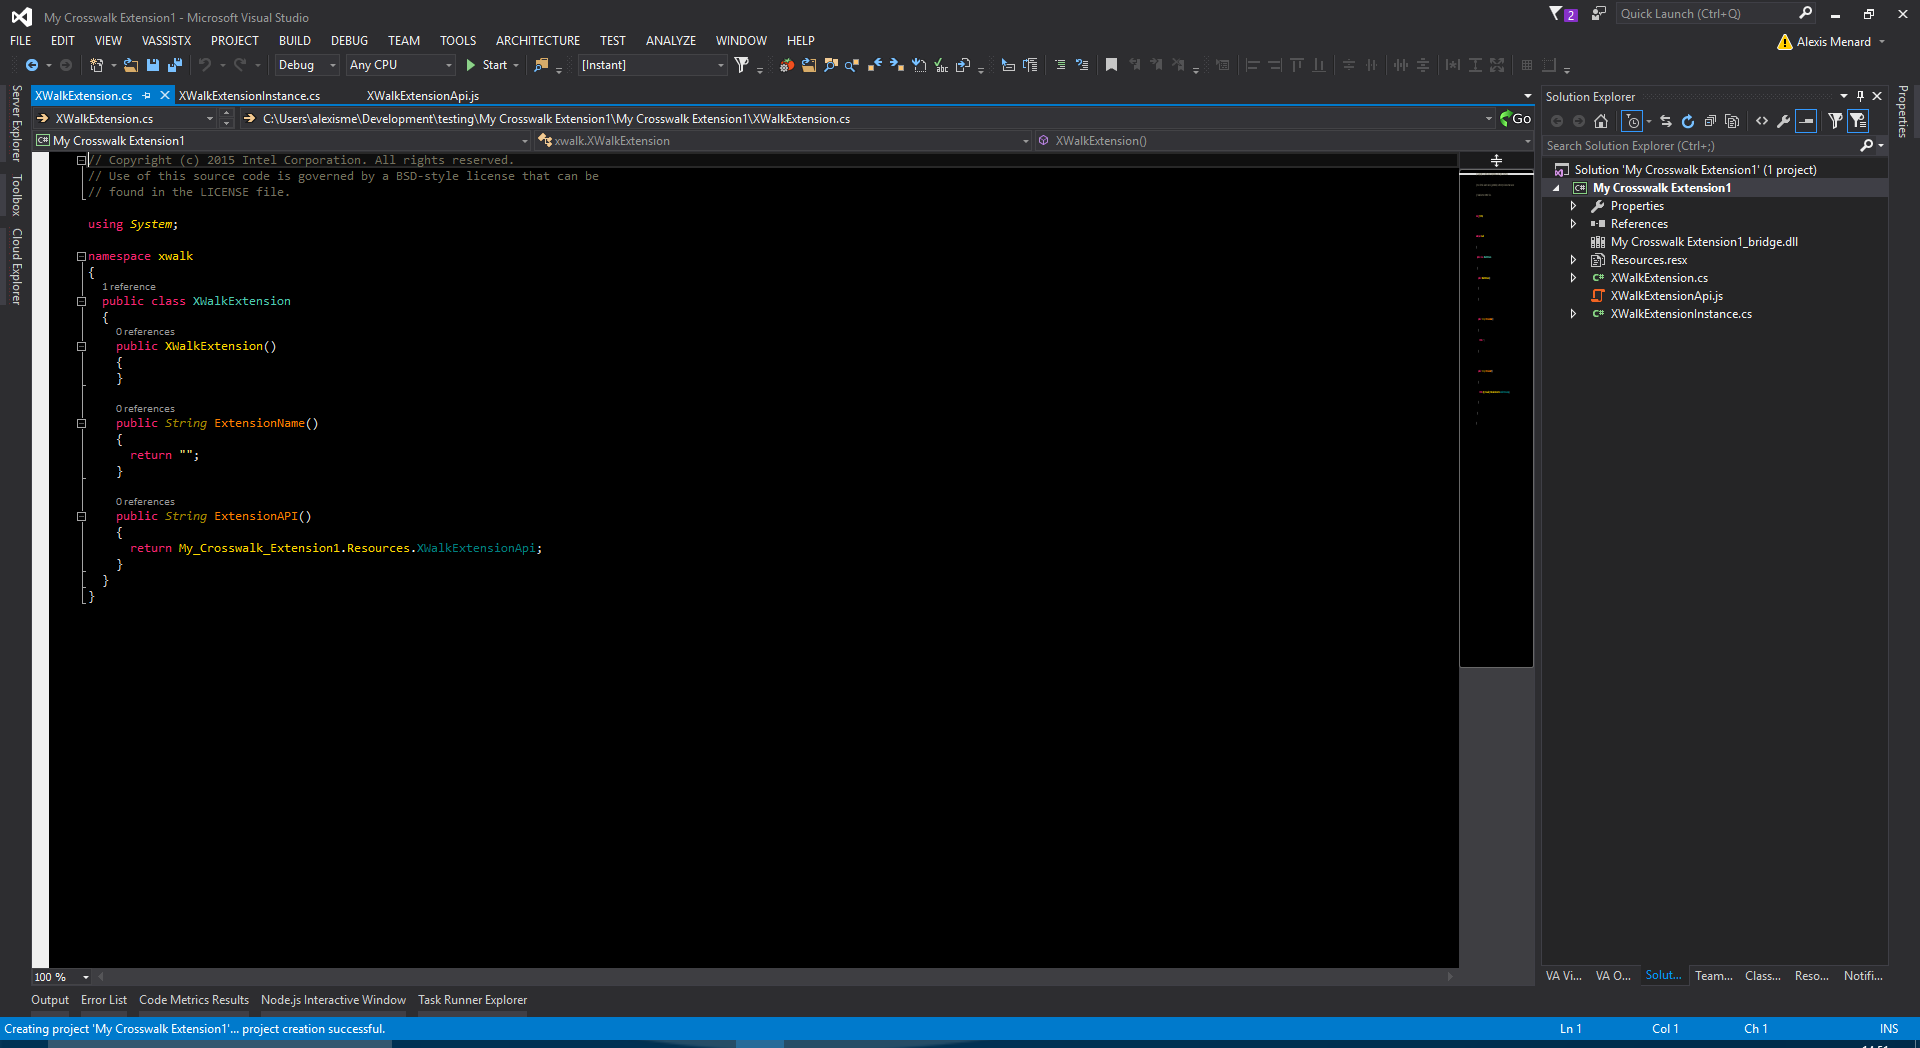 My Crosswalk Extension1 - Microsoft Visual Studio
2
Quick Launch (Ctrl+Q)
FILE EDIT VIEW VASSISTX PROJECT BUILD DEBUG TEAM TOOLS ARCHITECTURE TEST ANALYZE WINDOW HELP
Alexis Menard
Debug Any CPU Start [Instant]
XWalkExtension.cs XWalkExtensionInstance.cs XWalkExtensionApi.js
XWalkExtension.cs C:\Users\alexisme\Development\testing\My Crosswalk Extension1\My Crosswalk Extension1\XWalkExtension.cs Go
My Crosswalk Extension1 xwalk.XWalkExtension XWalkExtension()
Server Explorer
Toolbox
Cloud Explorer
// Copyright (c) 2015 Intel Corporation. All rights reserved.
// Use of this source code is governed by a BSD-style license that can be
// found in the LICENSE file.
using System;
namespace xwalk
{
1 reference
public class XWalkExtension
{
0 references
public XWalkExtension()
{
}
0 references
public String ExtensionName()
{
return "";
}
0 references
public String ExtensionAPI()
{
return My_Crosswalk_Extension1.Resources.XWalkExtensionApi;
}
}
}
100 %
Solution Explorer
Search Solution Explorer (Ctrl+;)
Solution 'My Crosswalk Extension1' (1 project)
C# My Crosswalk Extension1
Properties
References
My Crosswalk Extension1_bridge.dll
Resources.resx
C# XWalkExtension.cs
XWalkExtensionApi.js
C# XWalkExtensionInstance.cs
VA Vi... VA O... Solut... Team... Class... Reso... Notifi...
Properties
Output Error List Code Metrics Results Node.js Interactive Window Task Runner Explorer
Creating project 'My Crosswalk Extension1'... project creation successful.
Ln 1 Col 1 Ch 1 INS